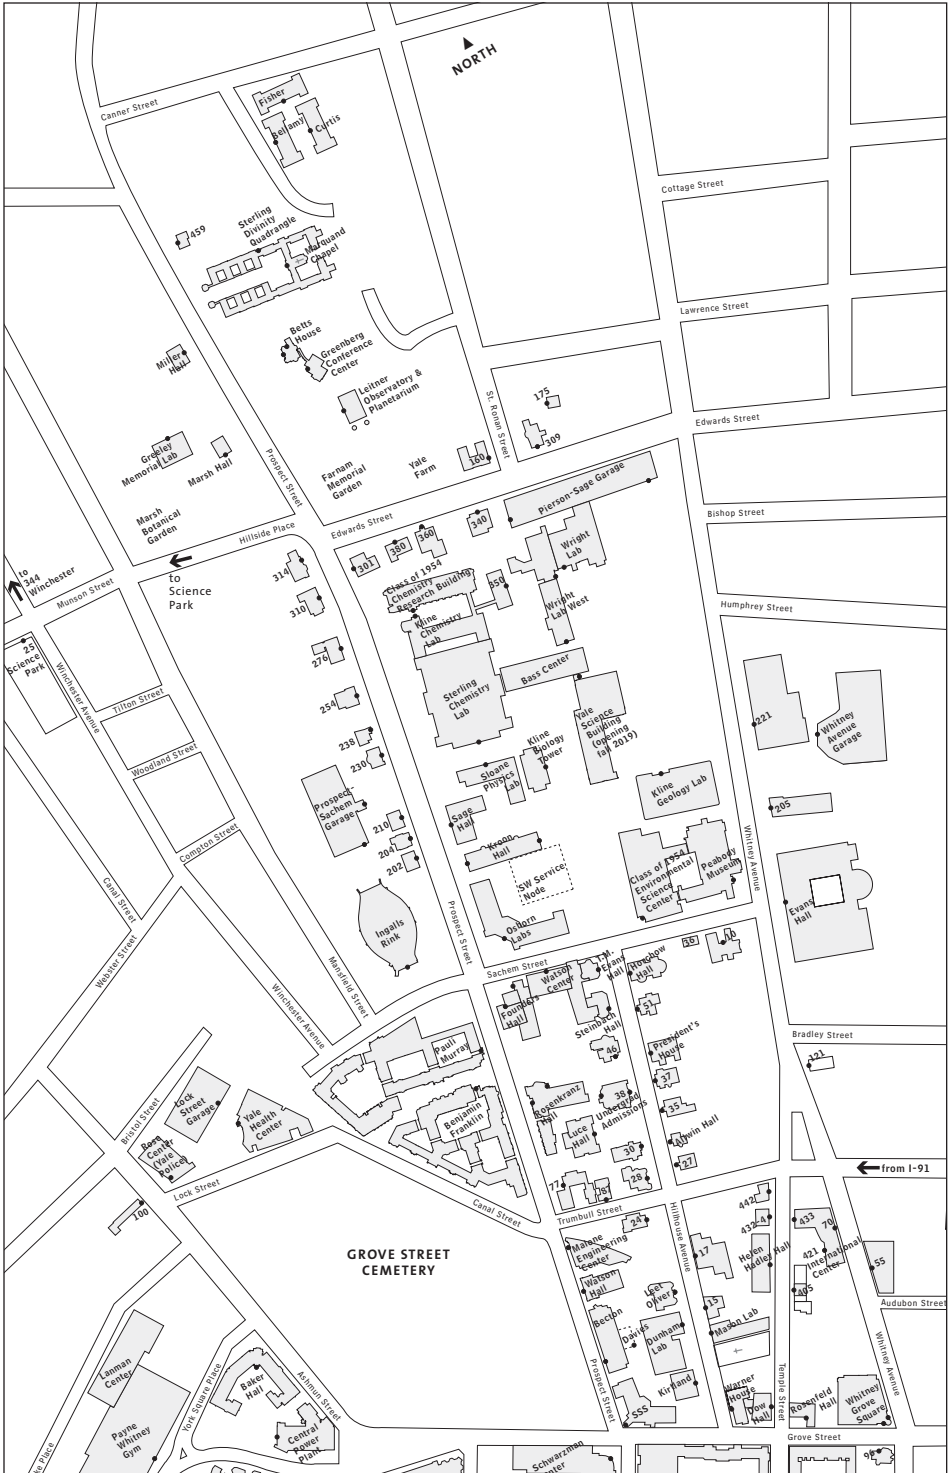 NORTH
Canner Street
Fisher
Bellamy
Curtis
Cottage Street
459
Sterling
Divinity
Quadrangle
Marquand
Chapel
Lawrence Street
Betts
House
Greenberg
Conference
Center
Miller
Hall
Leitner
Observatory &
Planetarium
St. Ronan Street
175
309
Edwards Street
Greeley
Memorial Lab
Marsh Hall
Prospect Street
Farnam
Memorial
Garden
Yale
Farm
160
Pierson-Sage Garage
Marsh
Botanical
Garden
Hillside Place
Edwards Street
Bishop Street
340
360
380
301
Wright
Lab
to
344
Winchester
Munson Street
to
Science
Park
314
Class of 1954
Chemistry
Research Building
350
310
Kline
Chemistry
Lab
Wright
Lab West
Humphrey Street
25
Science
Park
Winchester Avenue
276
Bass Center
Tilton Street
254
Sterling
Chemistry
Lab
Yale
Science
Building
(opening
fall 2019)
221
Whitney
Avenue
Garage
Woodland Street
238
230
Kline
Biology
Tower
Sloane
Physics
Lab
Kline
Geology Lab
Prospect-
Sachem
Garage
205
210
Sage
Hall
Compton Street
204
202
Kroon
Hall
Whitney Avenue
Canal Street
SW Service
Node
Class of 1954
Environmental
Science
Center
Peabody
Museum
Evans
Hall
Ingalls
Rink
Prospect Street
Osborn
Labs
Webster Street
Mansfield Street
Winchester Avenue
Sachem Street
36
10
Watson
Center
T.M.
Evans
Hall
Horchow
Hall
Founders
Hall
51
Steinbach
Hall
Bradley Street
Pauli
Murray
46
President's
House
121
37
Lock
Street
Garage
Yale
Health
Center
Benjamin
Franklin
Rosenkranz
Hall
38
Undergrad
Admissions
35
Bristol Street
Rose
Center
(Yale
Police)
Luce
Hall
30
27
from I-91
Lock Street
77
28
100
Canal Street
Trumbull Street
Hillhouse Avenue
442
24
432-4
433
70
GROVE STREET
CEMETERY
Malone
Engineering
Center
17
Helen
Hadley Hall
421
International
Center
55
Watson
Hall
Leet
Oliver
15
405
Audubon Street
Becton
Davies
Dunham
Lab
Mason Lab
Whitney Avenue
Lanman
Center
York Square Place
Baker
Hall
Ashmun Street
Prospect Street
Kirtland
Warner
House
Temple Street
Rosenfeld
Hall
Whitney
Grove
Square
Payne
Whitney
Gym
Central
Power
Plant
SSS
Dow
Hall
Grove Street
Schwarzman